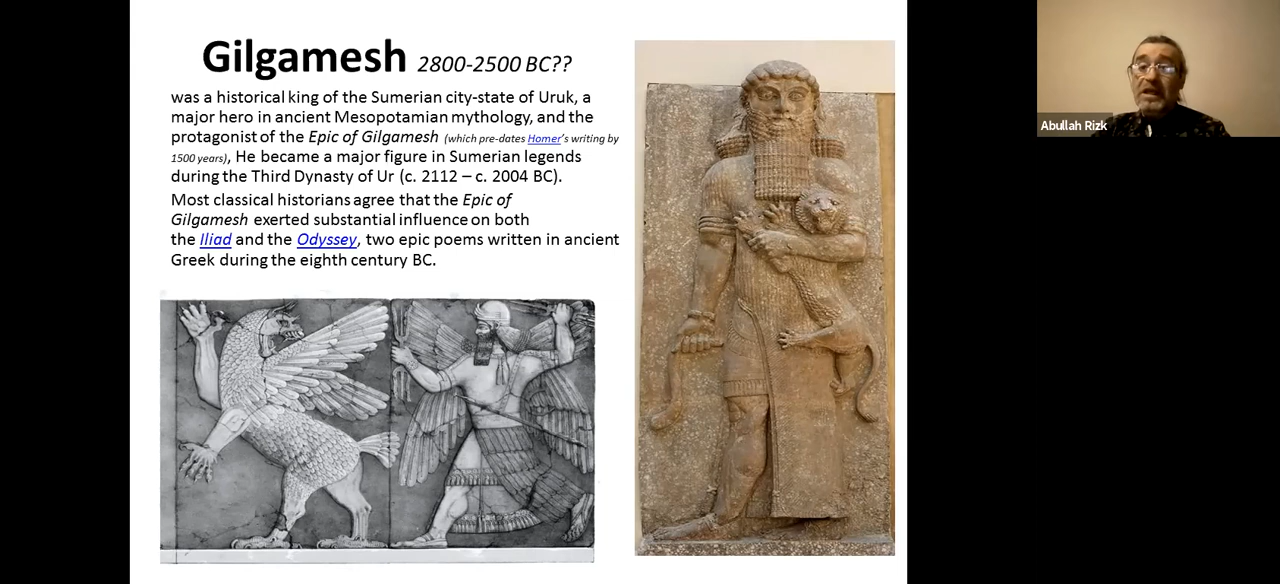 Gilgamesh 2800-2500 BC??
was a historical king of the Sumerian city-state of Uruk, a
major hero in ancient Mesopotamian mythology, and the
protagonist of the Epic of Gilgamesh (which pre-dates Homer's writing by
1500 years), He became a major figure in Sumerian legends
during the Third Dynasty of Ur (c. 2112 – c. 2004 BC).
Most classical historians agree that the Epic of
Gilgamesh exerted substantial influence on both
the Iliad and the Odyssey, two epic poems written in ancient
Greek during the eighth century BC.
Abullah Rizk